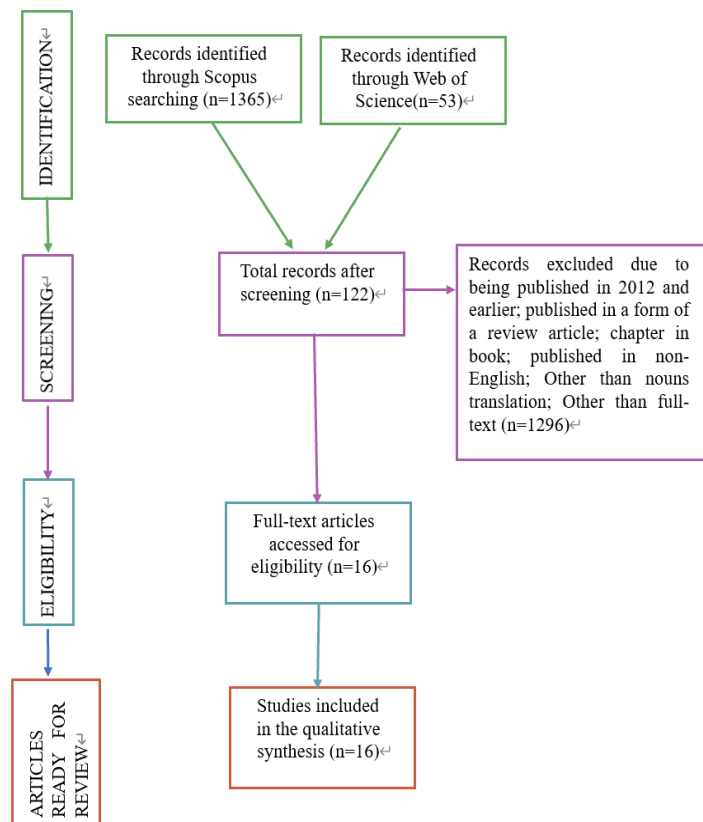 IDENTIFICATION↵
Records identified
through Scopus
searching (n=1365)↵
Records identified
through Web of
Science(n=53)↵
SCREENING↵
Total records after
screening (n=122)↵
Records excluded due to
being published in 2012 and
earlier; published in a form of
a review article; chapter in
book; published in non-
English; Other than nouns
translation; Other than full-
text (n=1296)↵
ELIGIBILITY↵
Full-text articles
accessed for
eligibility (n=16)↵
ARTICLES
READY FOR
REVIEW↵
Studies included
in the qualitative
synthesis (n=16)↵